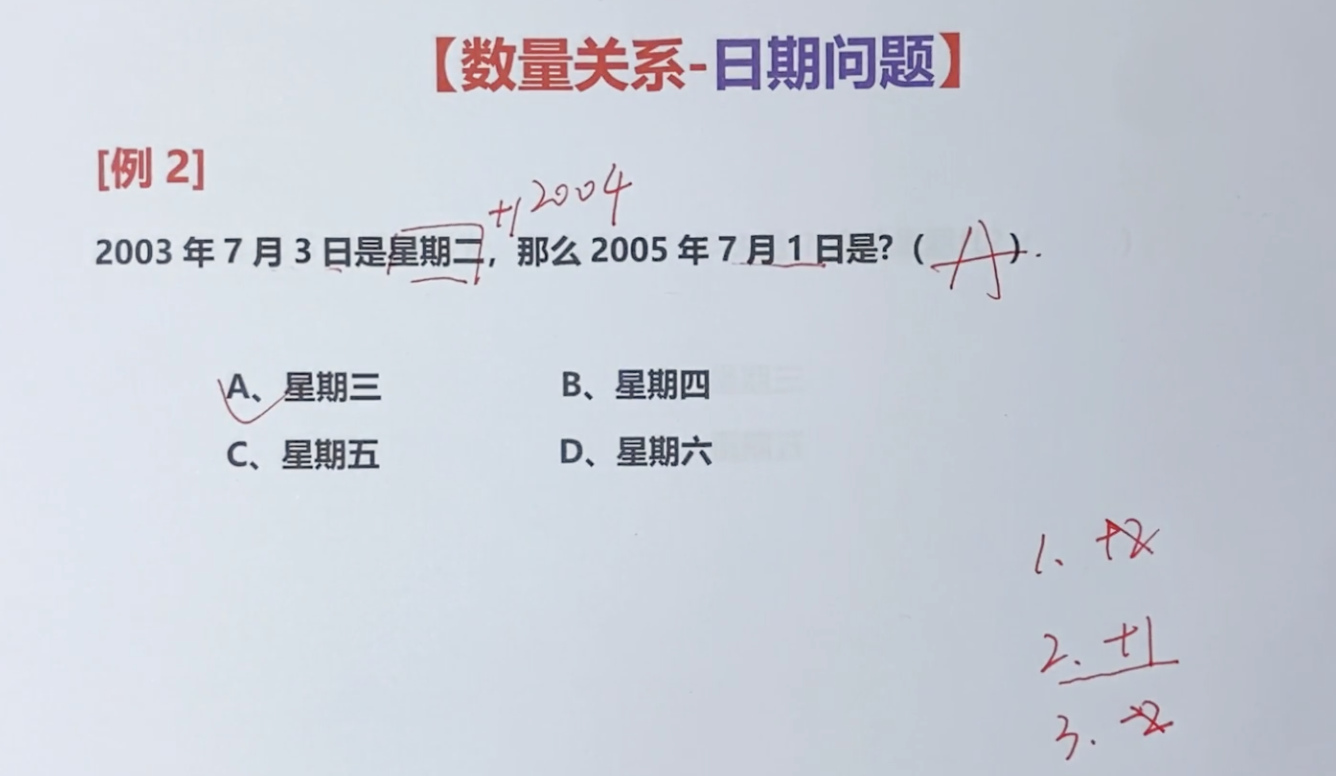 【数量关系-日期问题】
[例 2]
+1 2004
2003 年 7 月 3 日是星期二，那么 2005 年 7 月 1 日是?（ A ）.
A、星期三 B、星期四
C、星期五 D、星期六
1. +2
2. +1
3. -2